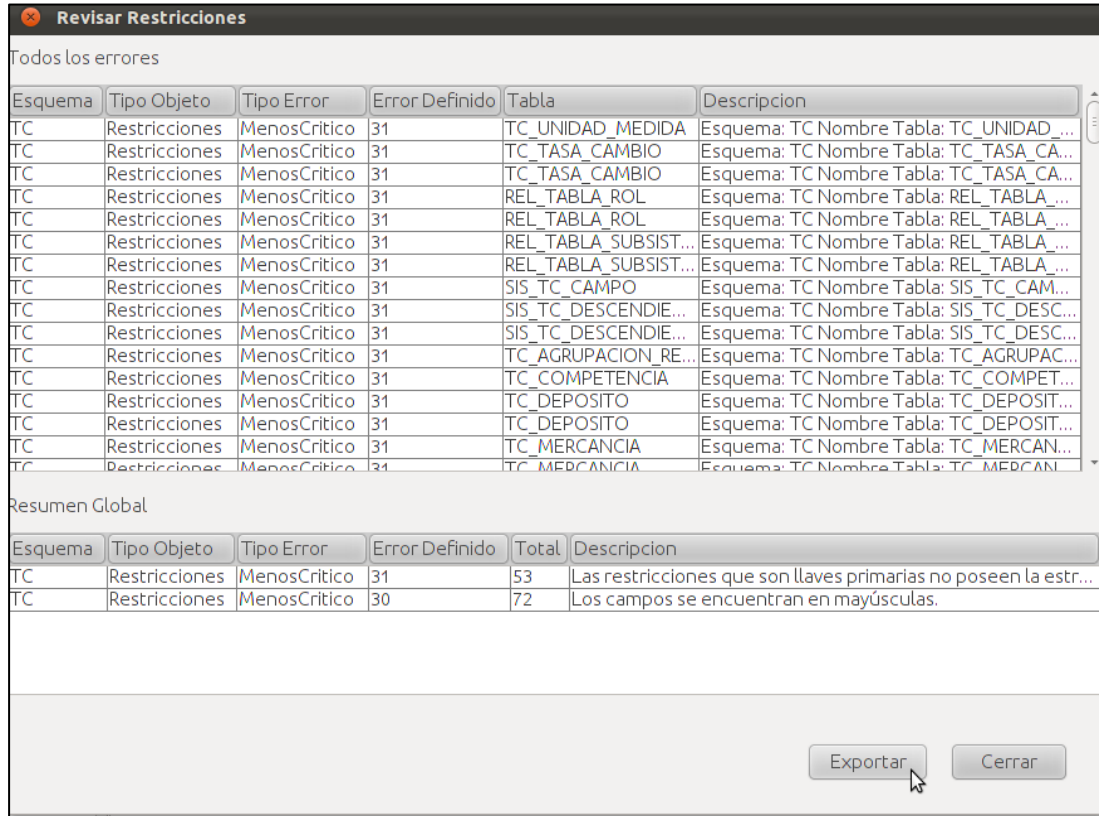 Revisar Restricciones
Todos los errores
Esquema Tipo Objeto Tipo Error Error Definido Tabla Descripcion
TC Restricciones MenosCritico 31 TC_UNIDAD_MEDIDA Esquema: TC Nombre Tabla: TC_UNIDAD_...
TC Restricciones MenosCritico 31 TC_TASA_CAMBIO Esquema: TC Nombre Tabla: TC_TASA_CA...
TC Restricciones MenosCritico 31 TC_TASA_CAMBIO Esquema: TC Nombre Tabla: TC_TASA_CA...
TC Restricciones MenosCritico 31 REL_TABLA_ROL Esquema: TC Nombre Tabla: REL_TABLA_...
TC Restricciones MenosCritico 31 REL_TABLA_ROL Esquema: TC Nombre Tabla: REL_TABLA_...
TC Restricciones MenosCritico 31 REL_TABLA_SUBSIST... Esquema: TC Nombre Tabla: REL_TABLA_...
TC Restricciones MenosCritico 31 REL_TABLA_SUBSIST... Esquema: TC Nombre Tabla: REL_TABLA_...
TC Restricciones MenosCritico 31 SIS_TC_CAMPO Esquema: TC Nombre Tabla: SIS_TC_CAM...
TC Restricciones MenosCritico 31 SIS_TC_DESCENDIE... Esquema: TC Nombre Tabla: SIS_TC_DESC...
TC Restricciones MenosCritico 31 SIS_TC_DESCENDIE... Esquema: TC Nombre Tabla: SIS_TC_DESC...
TC Restricciones MenosCritico 31 TC_AGRUPACION_RE... Esquema: TC Nombre Tabla: TC_AGRUPAC...
TC Restricciones MenosCritico 31 TC_COMPETENCIA Esquema: TC Nombre Tabla: TC_COMPET...
TC Restricciones MenosCritico 31 TC_DEPOSITO Esquema: TC Nombre Tabla: TC_DEPOSIT...
TC Restricciones MenosCritico 31 TC_DEPOSITO Esquema: TC Nombre Tabla: TC_DEPOSIT...
TC Restricciones MenosCritico 31 TC_MERCANCIA Esquema: TC Nombre Tabla: TC_MERCAN...
TC Restricciones MenosCritico 31 TC_MERCANCIA Esquema: TC Nombre Tabla: TC_MERCAN...
Resumen Global
Esquema Tipo Objeto Tipo Error Error Definido Total Descripcion
TC Restricciones MenosCritico 31 53 Las restricciones que son llaves primarias no poseen la estr...
TC Restricciones MenosCritico 30 72 Los campos se encuentran en mayúsculas.
Exportar Cerrar